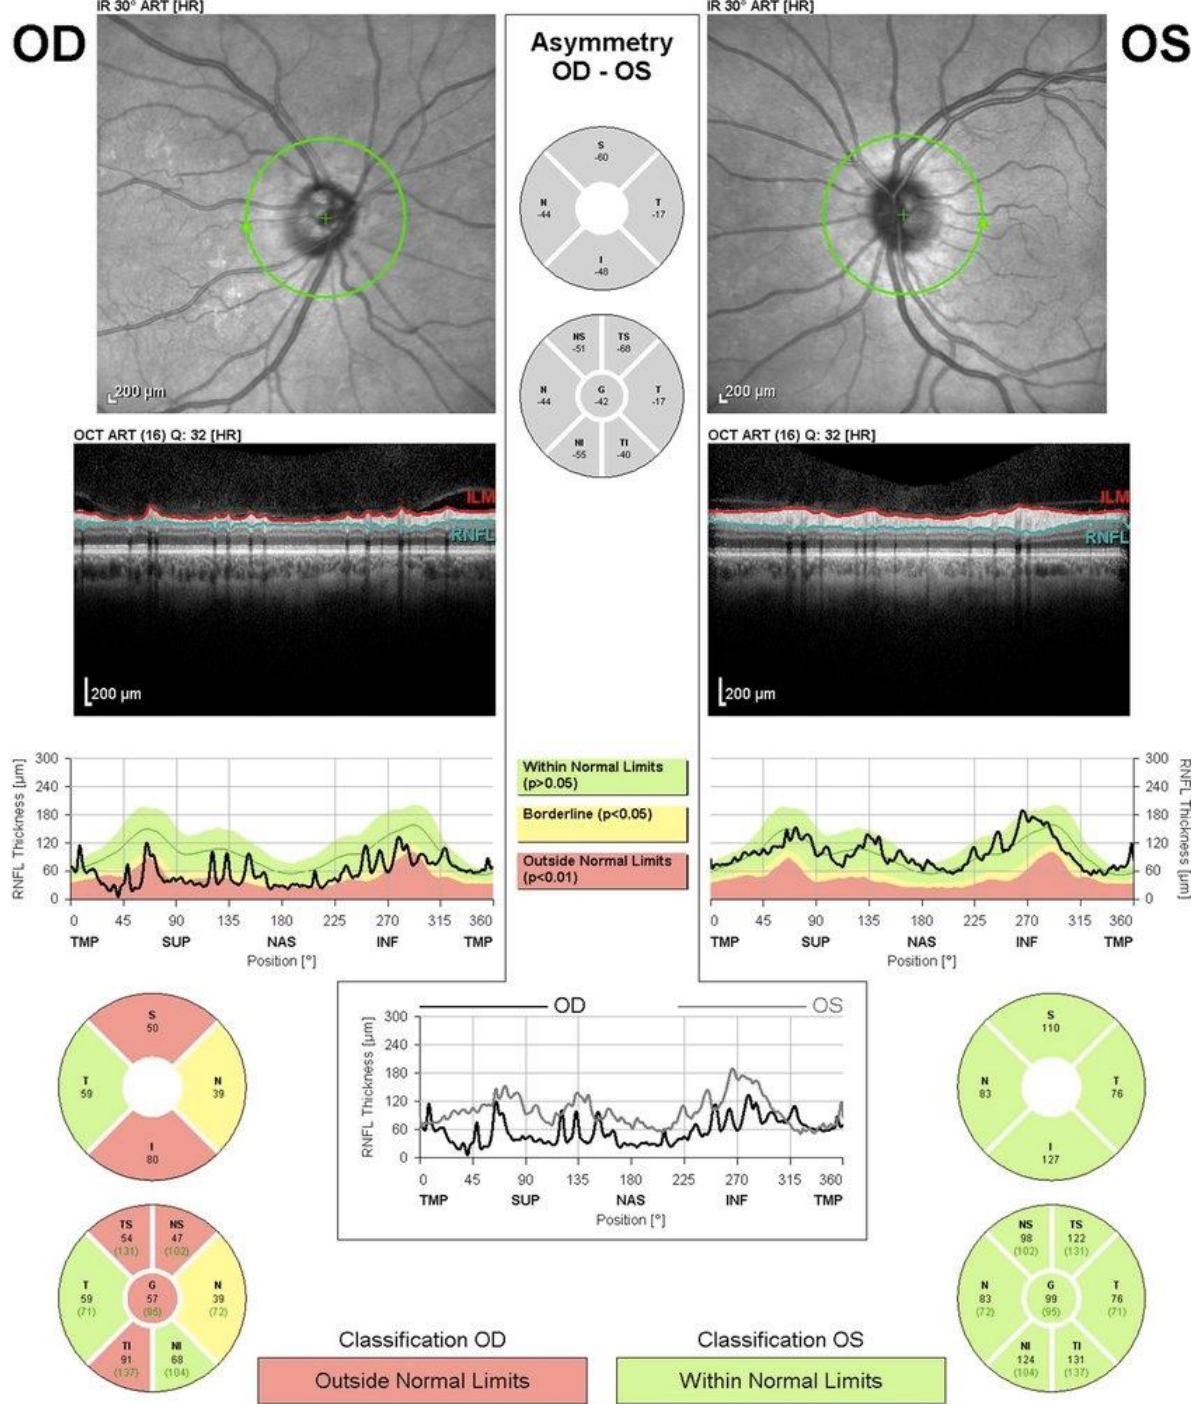 IR 30° ART [HR]
OD
200 µm
OCT ART (16) Q: 32 [HR]
ILM
RNFL
200 µm
Asymmetry
OD - OS
S
-60
N
-44
T
-17
I
-48
NS
-51
TS
-68
N
-44
G
-42
T
-17
NI
-55
TI
-40
IR 30° ART [HR]
OS
200 µm
OCT ART (16) Q: 32 [HR]
ILM
RNFL
200 µm
RNFL Thickness [µm]
300
240
180
120
60
0
0 45 90 135 180 225 270 315 360
TMP SUP NAS INF TMP
Position [°]
Within Normal Limits
(p>0.05)
Borderline (p<0.05)
Outside Normal Limits
(p<0.01)
300
240
180
120
60
0
RNFL Thickness [µm]
0 45 90 135 180 225 270 315 360
TMP SUP NAS INF TMP
Position [°]
S
50
T
59
N
39
I
80
TS
54
(131)
NS
47
(102)
T
59
(71)
G
57
(95)
N
39
(72)
TI
91
(137)
NI
68
(104)
OD OS
RNFL Thickness [µm]
300
240
180
120
60
0
0 45 90 135 180 225 270 315 360
TMP SUP NAS INF TMP
Position [°]
S
110
N
83
T
76
I
127
NS
98
(102)
TS
122
(131)
N
83
(72)
G
99
(95)
T
76
(71)
NI
124
(104)
TI
131
(137)
Classification OD
Outside Normal Limits
Classification OS
Within Normal Limits